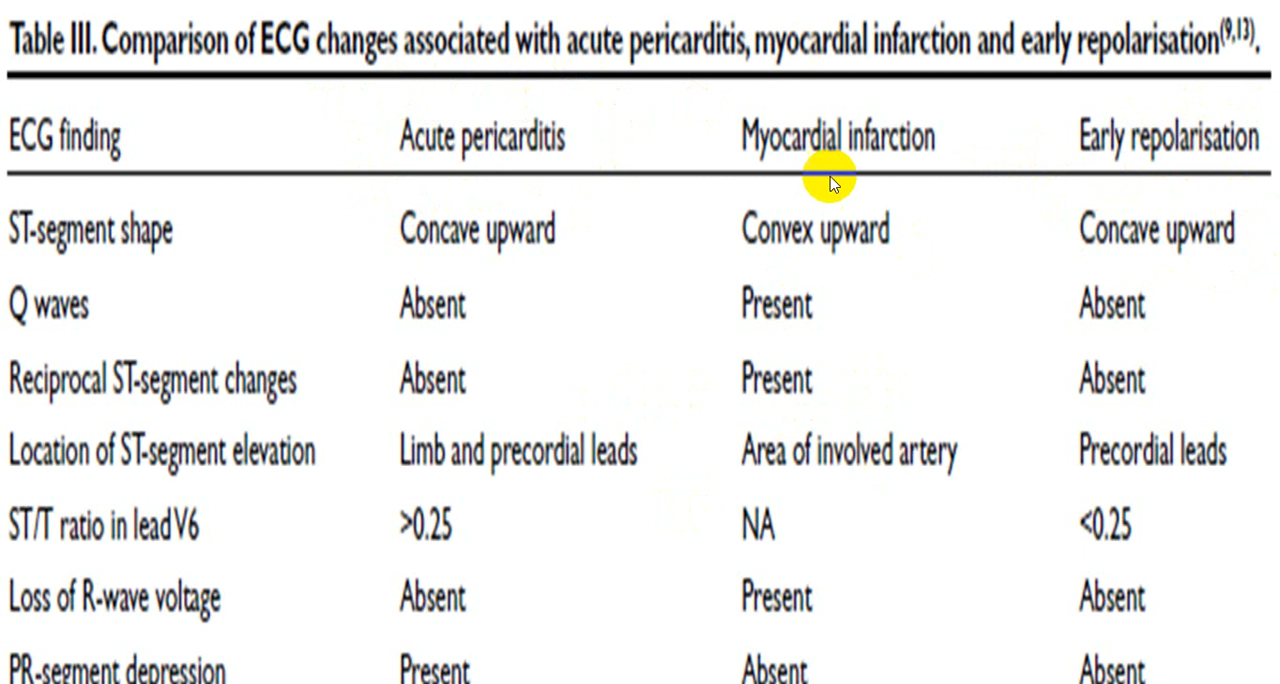 Table III. Comparison of ECG changes associated with acute pericarditis, myocardial infarction and early repolarisation(9,13).
ECG finding Acute pericarditis Myocardial infarction Early repolarisation
ST-segment shape Concave upward Convex upward Concave upward
Q waves Absent Present Absent
Reciprocal ST-segment changes Absent Present Absent
Location of ST-segment elevation Limb and precordial leads Area of involved artery Precordial leads
ST/T ratio in lead V6 >0.25 NA <0.25
Loss of R-wave voltage Absent Present Absent
PR-segment depression Present Absent Absent